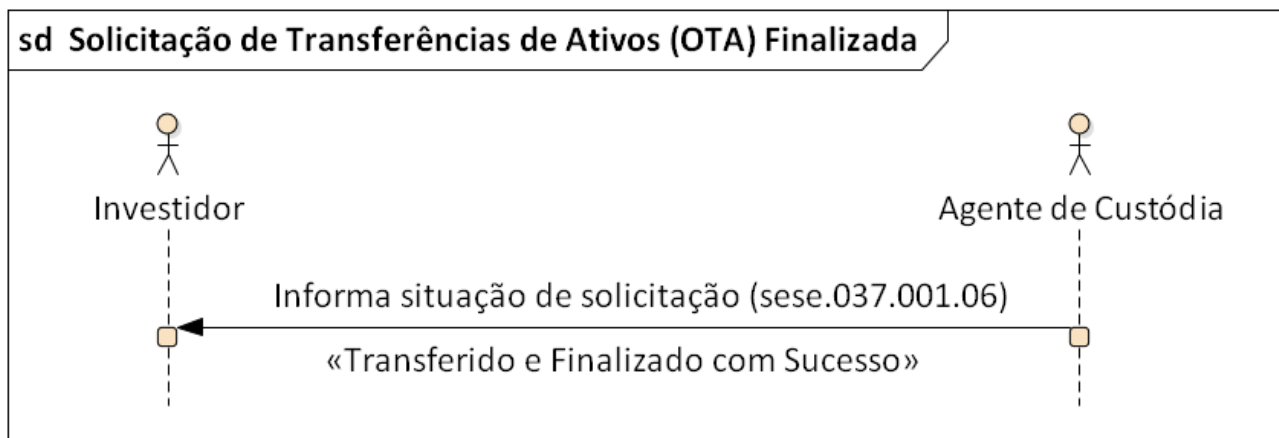 sd Solicitação de Transferências de Ativos (OTA) Finalizada
Investidor
Agente de Custódia
Informa situação de solicitação (sese.037.001.06)
«Transferido e Finalizado com Sucesso»